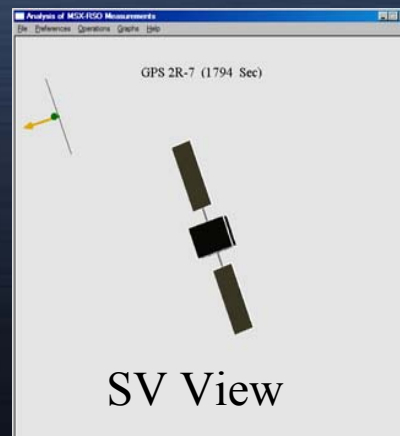 Analysis of MSX-RSO Measurements
File Preferences Operations Graphs Help
GPS 2R-7 (1794 Sec)
SV View